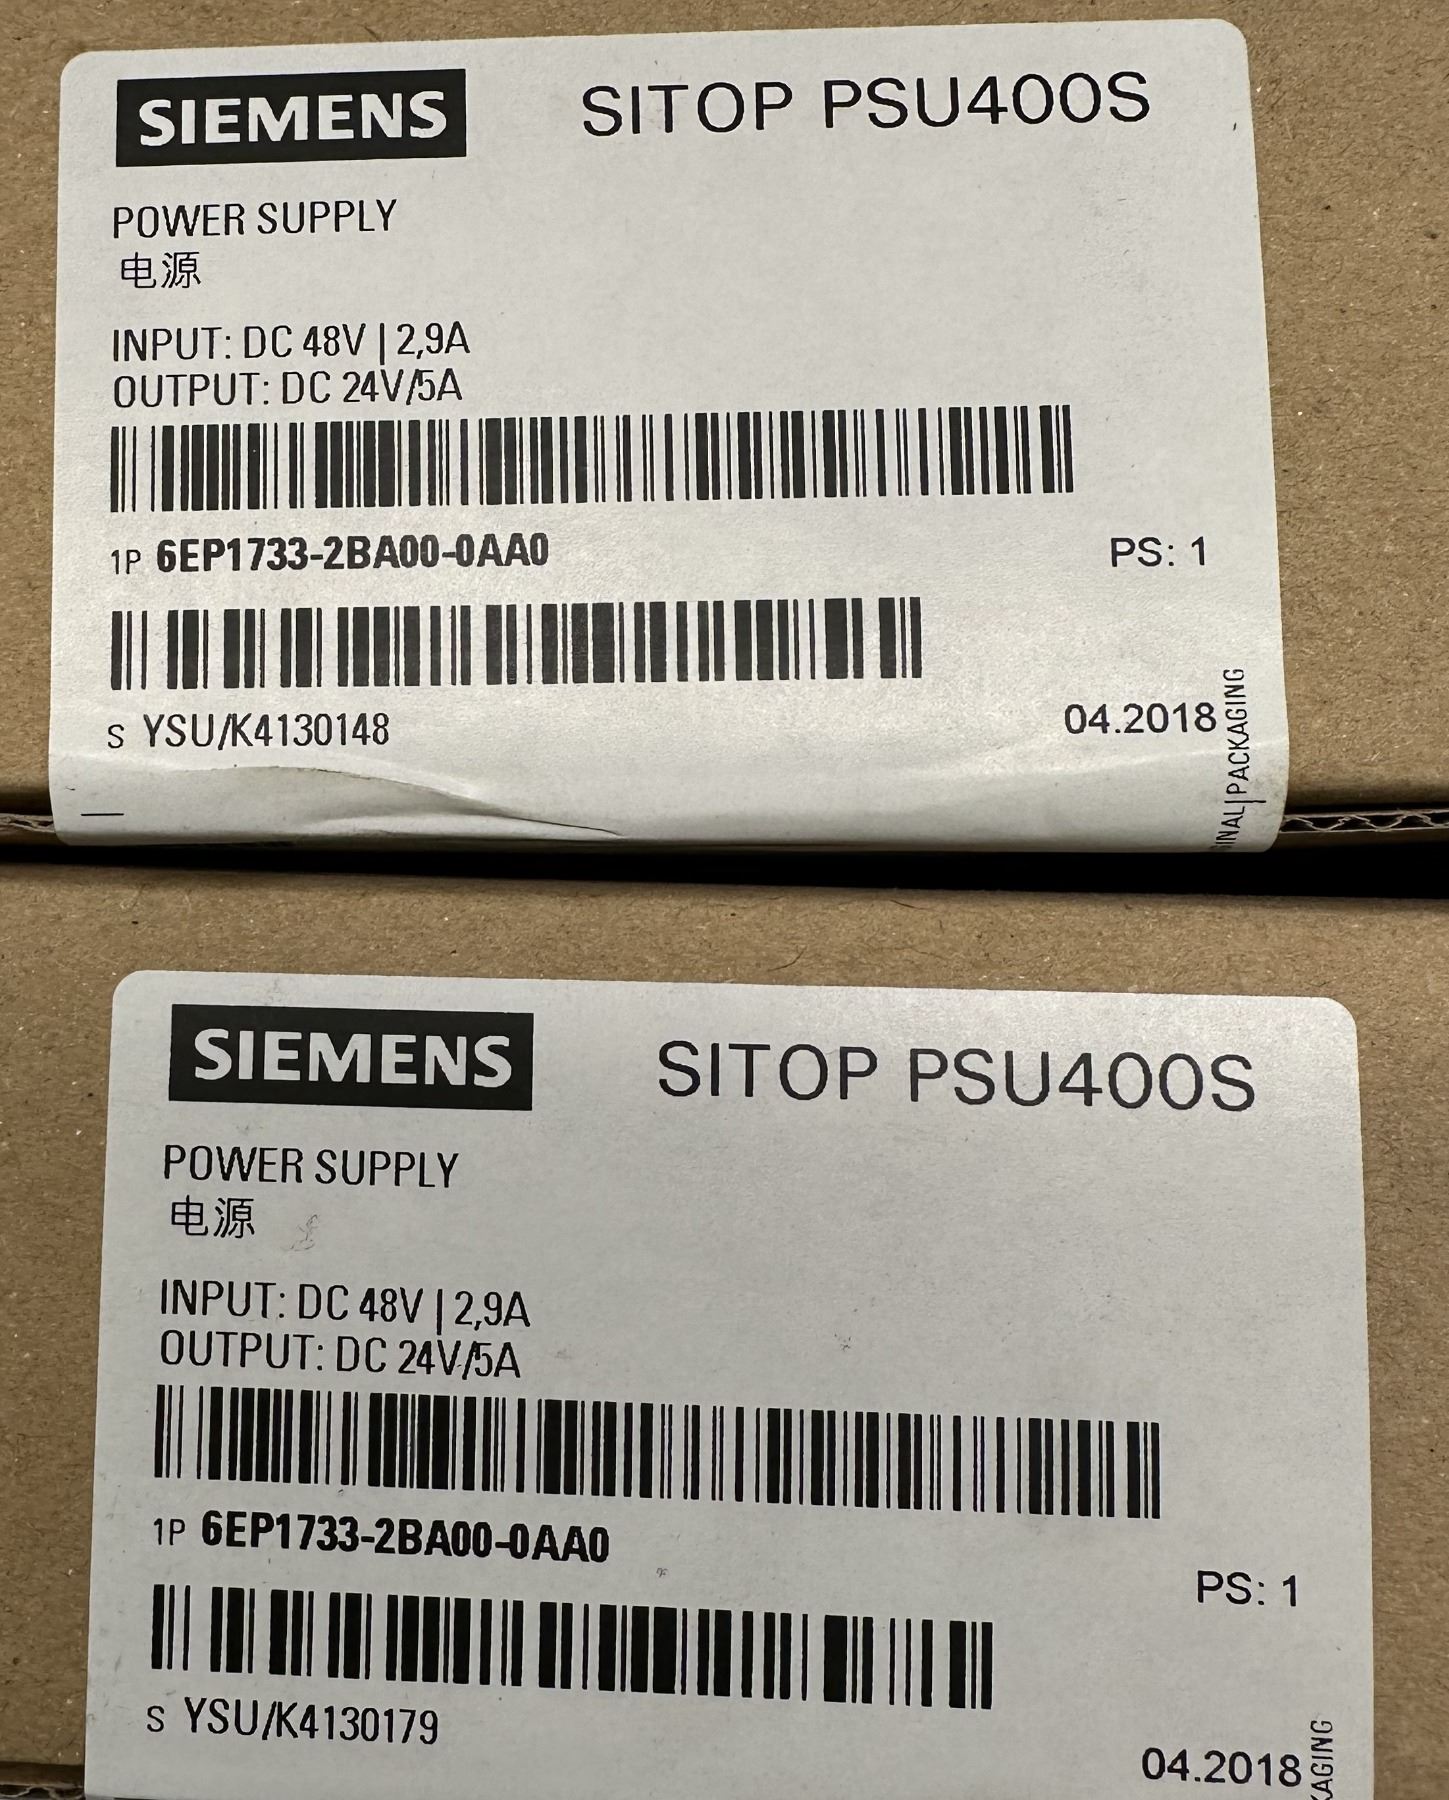 SIEMENS SITOP PSU400S
POWER SUPPLY
电源
INPUT: DC 48V | 2,9A
OUTPUT: DC 24V/5A
1P 6EP1733-2BA00-0AA0 PS: 1
S YSU/K4130148 04.2018
PACKAGING
SIEMENS SITOP PSU400S
POWER SUPPLY
电源
INPUT: DC 48V | 2,9A
OUTPUT: DC 24V/5A
1P 6EP1733-2BA00-0AA0
PS: 1
S YSU/K4130179
04.2018